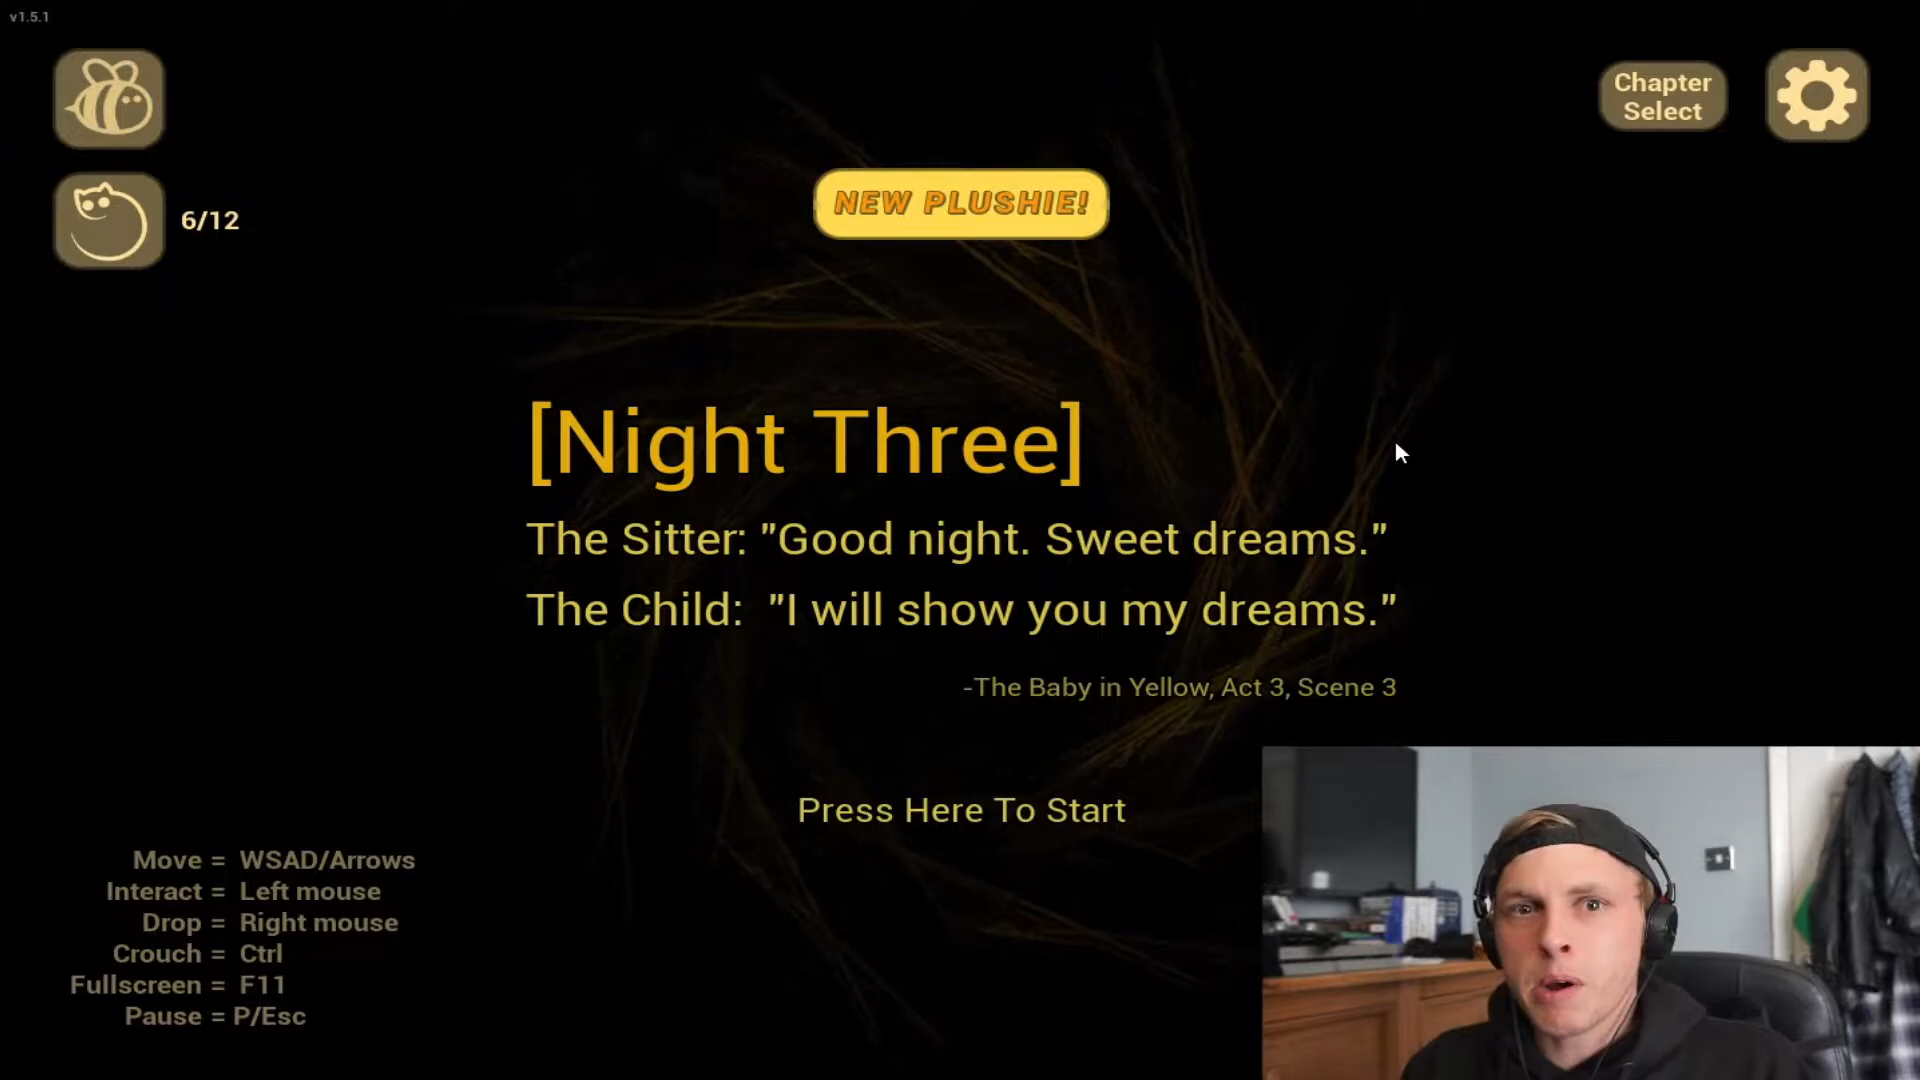 v1.5.1
Chapter
Select
6/12
NEW PLUSHIE!
[Night Three]
The Sitter: "Good night. Sweet dreams."
The Child: "I will show you my dreams."
-The Baby in Yellow, Act 3, Scene 3
Press Here To Start
Move = WSAD/Arrows
Interact = Left mouse
Drop = Right mouse
Crouch = Ctrl
Fullscreen = F11
Pause = P/Esc